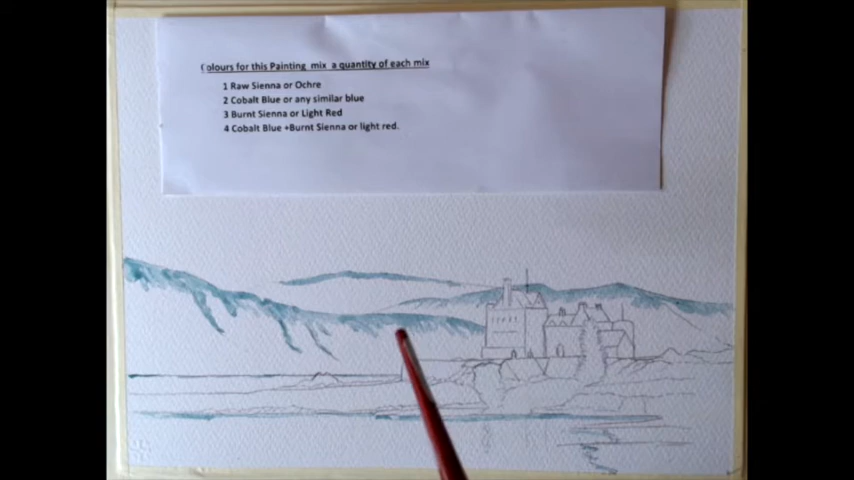 Colours for this Painting mix a quantity of each mix
1 Raw Sienna or Ochre
2 Cobalt Blue or any similar blue
3 Burnt Sienna or Light Red
4 Cobalt Blue +Burnt Sienna or light red.